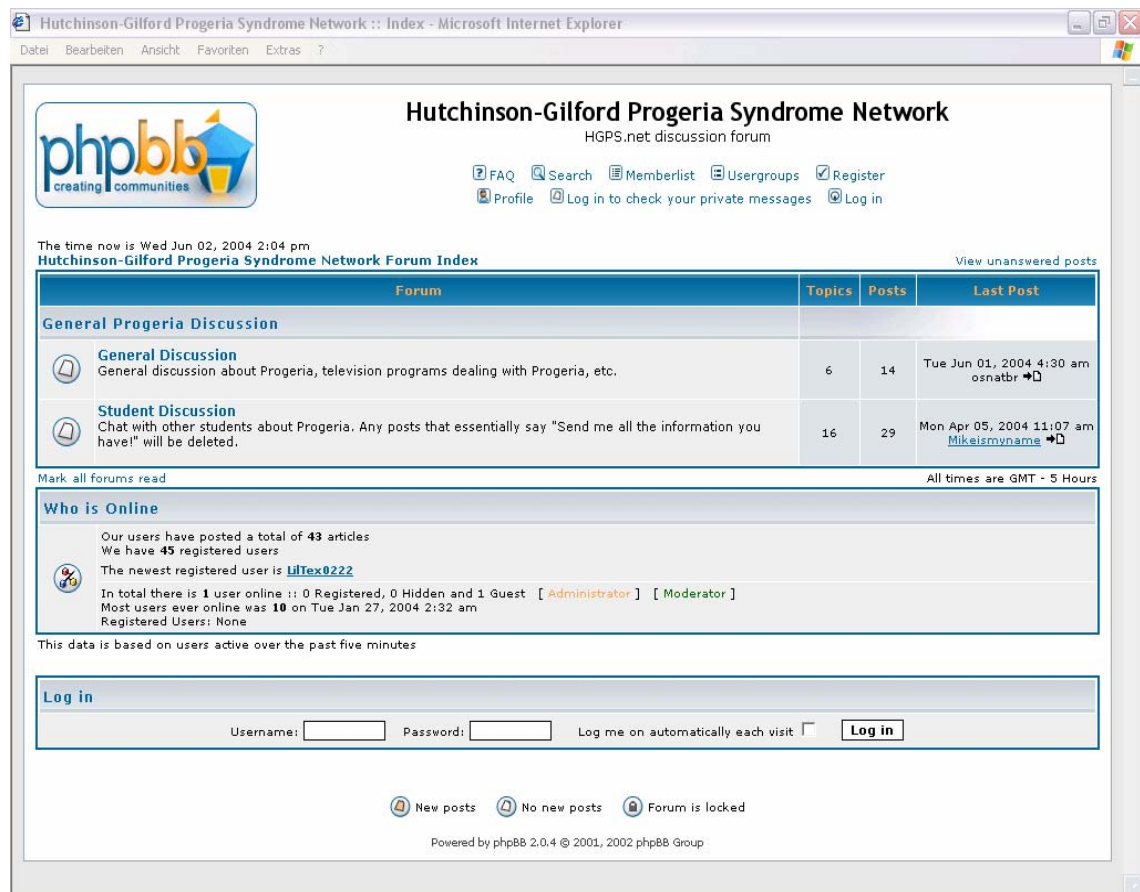 Hutchinson-Gilford Progeria Syndrome Network :: Index - Microsoft Internet Explorer
Datei Bearbeiten Ansicht Favoriten Extras ?
phpbb
creating communities
Hutchinson-Gilford Progeria Syndrome Network
HGPS.net discussion forum
FAQ Search Memberlist Usergroups Register
Profile Log in to check your private messages Log in
The time now is Wed Jun 02, 2004 2:04 pm
Hutchinson-Gilford Progeria Syndrome Network Forum Index View unanswered posts
Forum Topics Posts Last Post
General Progeria Discussion
General Discussion
General discussion about Progeria, television programs dealing with Progeria, etc.
6 14 Tue Jun 01, 2004 4:30 am
osnatbr
Student Discussion
Chat with other students about Progeria. Any posts that essentially say "Send me all the information you
have!" will be deleted.
16 29 Mon Apr 05, 2004 11:07 am
Mikeismyname
Mark all forums read All times are GMT - 5 Hours
Who is Online
Our users have posted a total of 43 articles
We have 45 registered users
The newest registered user is LilTex0222
In total there is 1 user online :: 0 Registered, 0 Hidden and 1 Guest [ Administrator ] [ Moderator ]
Most users ever online was 10 on Tue Jan 27, 2004 2:32 am
Registered Users: None
This data is based on users active over the past five minutes
Log in
Username: Password: Log me on automatically each visit Log in
New posts No new posts Forum is locked
Powered by phpBB 2.0.4 © 2001, 2002 phpBB Group